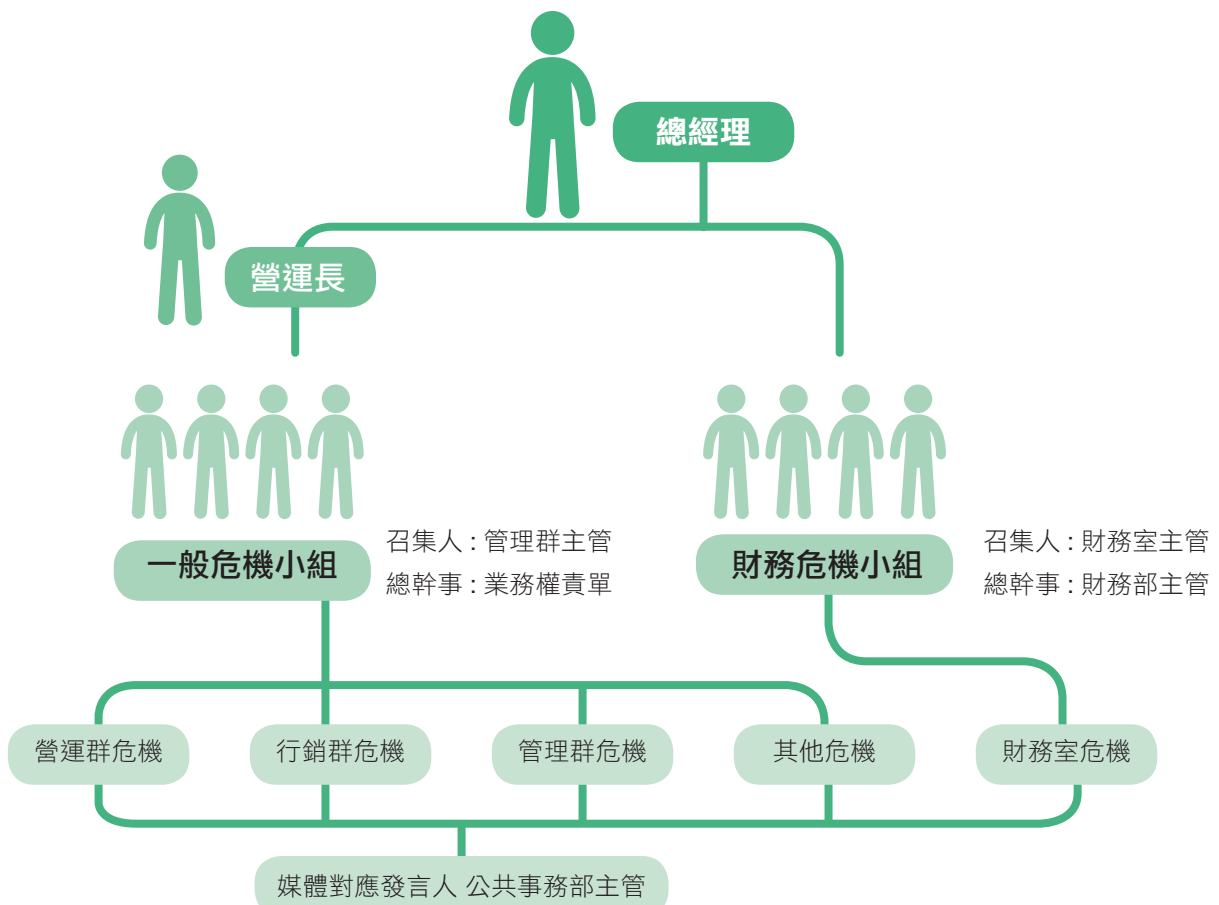 總經理
營運長
一般危機小組
召集人 : 管理群主管
總幹事 : 業務權責單
財務危機小組
召集人 : 財務室主管
總幹事 : 財務部主管
營運群危機
行銷群危機
管理群危機
其他危機
財務室危機
媒體對應發言人 公共事務部主管